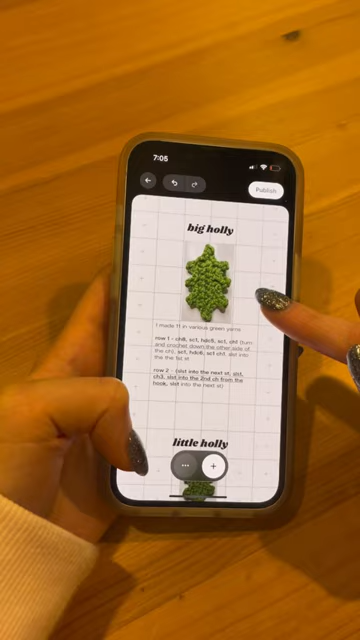 7:05
Publish
big holly
I made 11 in various green yarns
row 1 - ch8, sc1, hdc5, sc1, ch1 (turn
and crochet down the other side of
the ch), sc1, hdc5, sc1 ch1, slst into
the the 1st st
row 2 - (slst into the next st, slst,
ch3, slst into the 2nd ch from the
hook, slst into the next st)
little holly